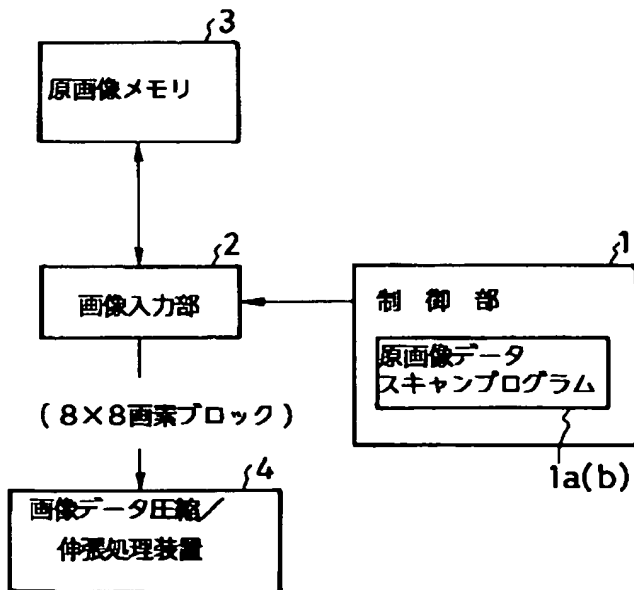 3
原画像メモリ
2
画像入力部
1
制御部
原画像データ
スキャンプログラム
1a(b)
(8×8画素ブロック)
4
画像データ圧縮/
伸張処理装置